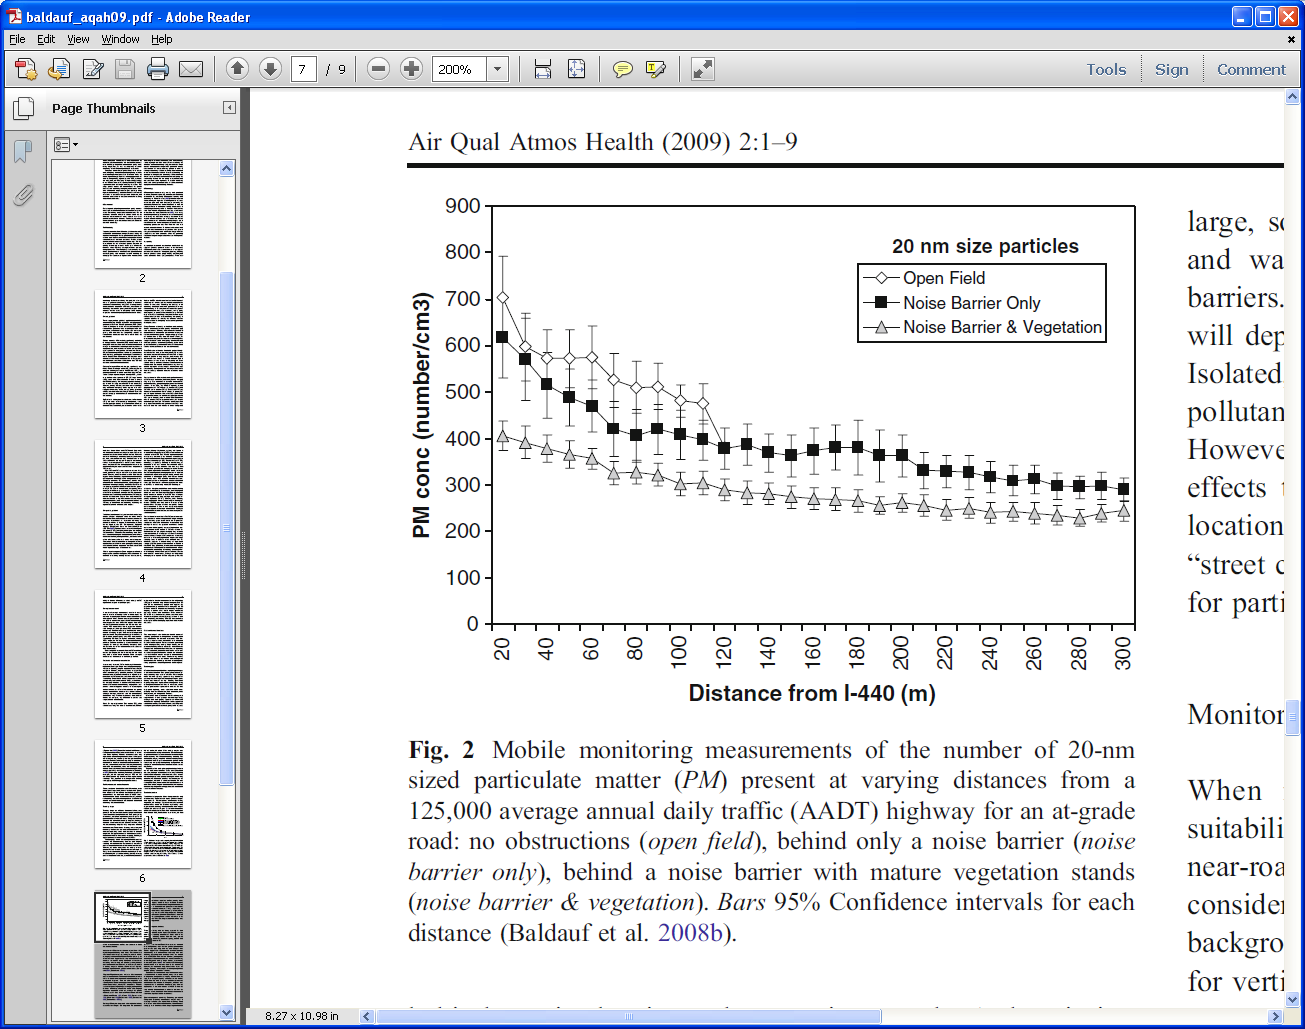 baldauf_aqah09.pdf - Adobe Reader
File Edit View Window Help
7 / 9 200% Tools Sign Comment
Page Thumbnails
2
3
4
5
6
Air Qual Atmos Health (2009) 2:1–9
900
800
700
600
500
400
300
200
100
0
PM conc (number/cm3)
20 nm size particles
Open Field
Noise Barrier Only
Noise Barrier & Vegetation
20 40 60 80 100 120 140 160 180 200 220 240 260 280 300
Distance from I-440 (m)
Fig. 2 Mobile monitoring measurements of the number of 20-nm
sized particulate matter (PM) present at varying distances from a
125,000 average annual daily traffic (AADT) highway for an at-grade
road: no obstructions (open field), behind only a noise barrier (noise
barrier only), behind a noise barrier with mature vegetation stands
(noise barrier & vegetation). Bars 95% Confidence intervals for each
distance (Baldauf et al. 2008b).
large, s
and wa
barriers.
will dep
Isolated
pollutan
Howeve
effects
location
“street c
for parti
Monitor
When
suitabili
near-roa
consider
backgro
for verti
8.27 x 10.98 in